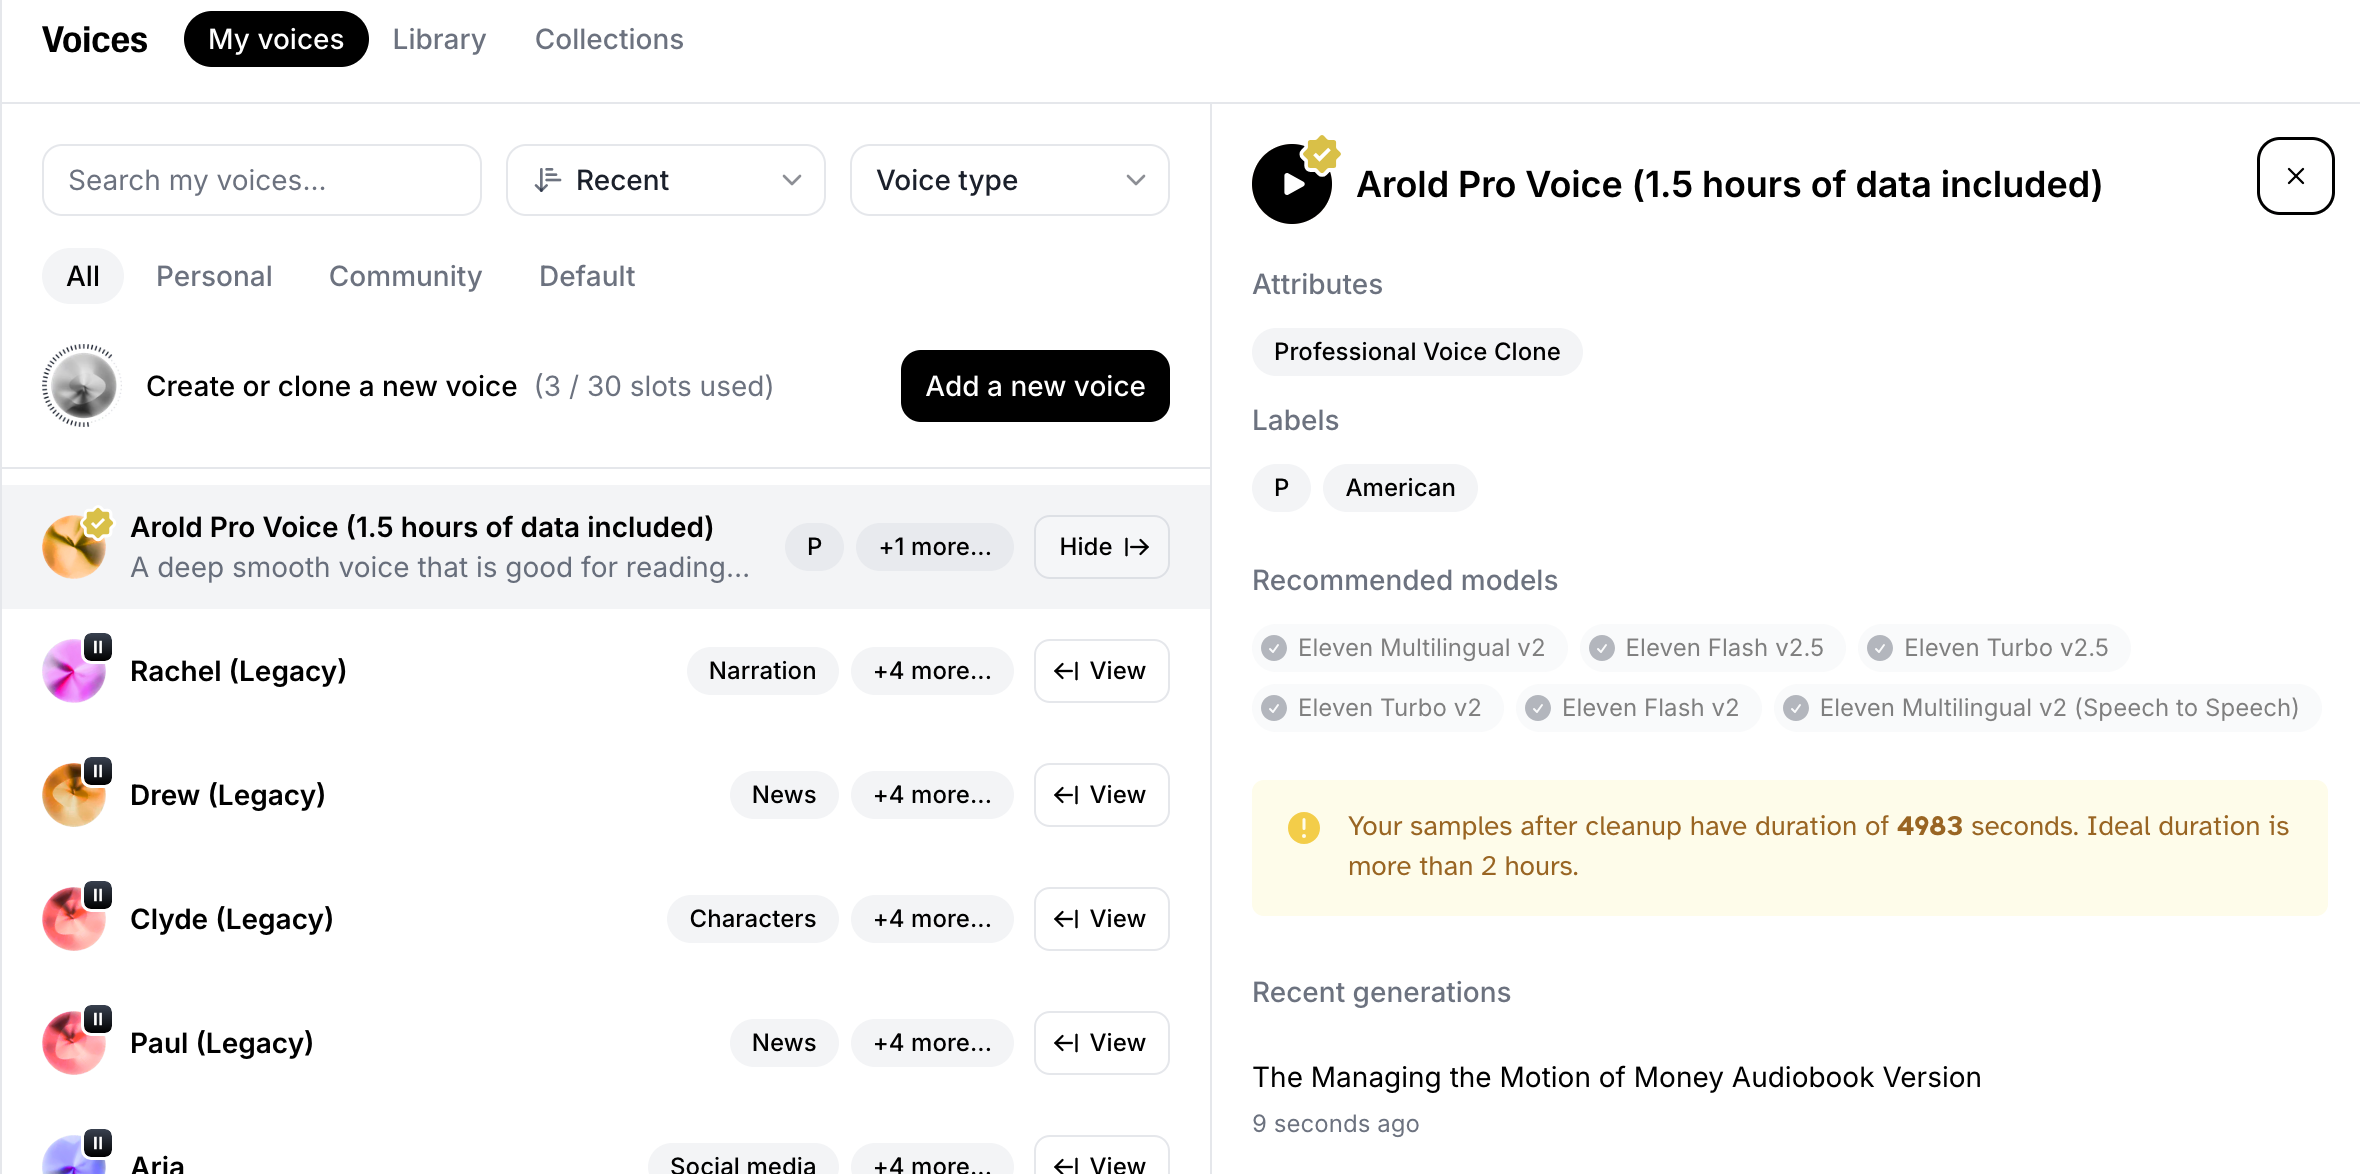 Voices My voices Library Collections
Search my voices...
Recent
Voice type
All Personal Community Default
Create or clone a new voice (3 / 30 slots used) Add a new voice
Arold Pro Voice (1.5 hours of data included)
A deep smooth voice that is good for reading...
P +1 more... Hide
Rachel (Legacy) Narration +4 more... View
Drew (Legacy) News +4 more... View
Clyde (Legacy) Characters +4 more... View
Paul (Legacy) News +4 more... View
Aria Social media +4 more... View
Arold Pro Voice (1.5 hours of data included)
Attributes
Professional Voice Clone
Labels
P American
Recommended models
Eleven Multilingual v2 Eleven Flash v2.5 Eleven Turbo v2.5
Eleven Turbo v2 Eleven Flash v2 Eleven Multilingual v2 (Speech to Speech)
Your samples after cleanup have duration of 4983 seconds. Ideal duration is
more than 2 hours.
Recent generations
The Managing the Motion of Money Audiobook Version
9 seconds ago